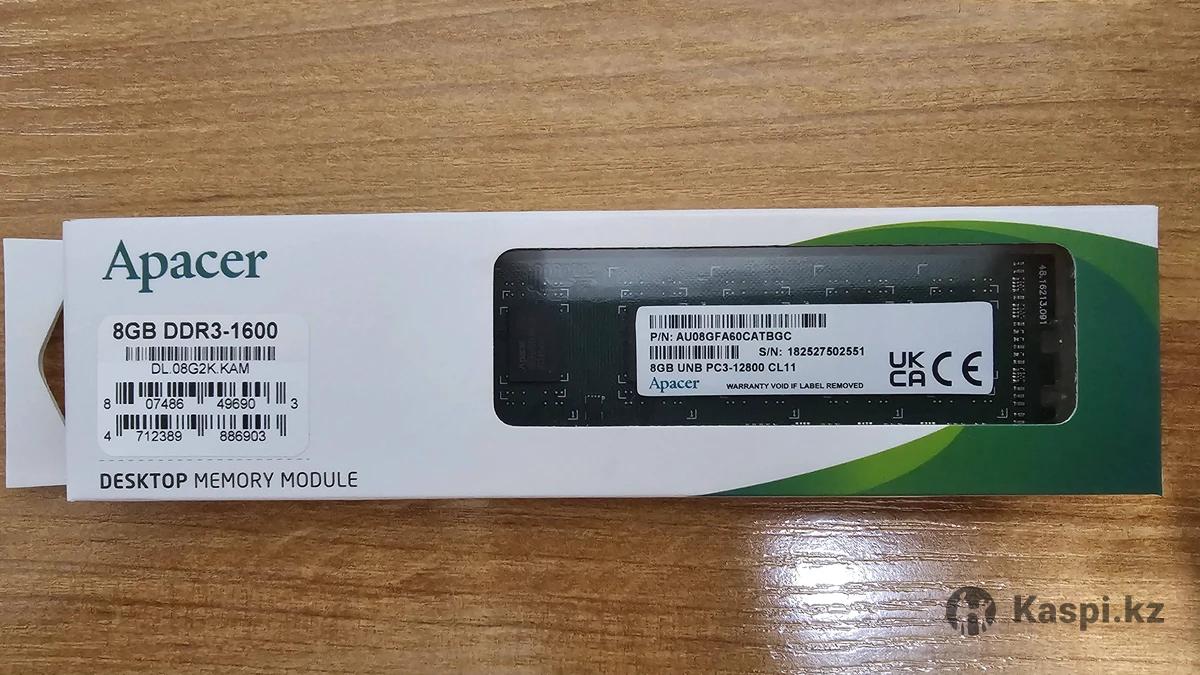 Apacer
8GB DDR3-1600
DL.08G2K.KAM
8 07486 49690 3
4 712389 886903
DESKTOP MEMORY MODULE
P/N: AU08GFA60CATBGC
S/N: 182527502551
8GB UNB PC3-12800 CL11
Apacer WARRANTY VOID IF LABEL REMOVED
UK
CA CE
48.16213.091
Kaspi.kz